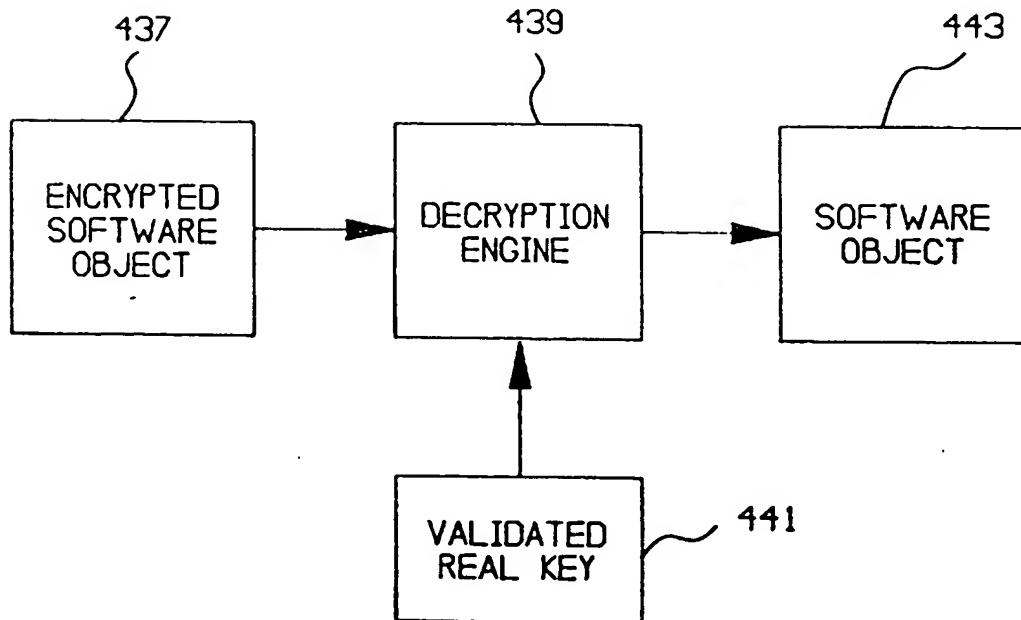 437
439
443
ENCRYPTED
SOFTWARE
OBJECT
DECRYPTION
ENGINE
SOFTWARE
OBJECT
VALIDATED
REAL KEY
441